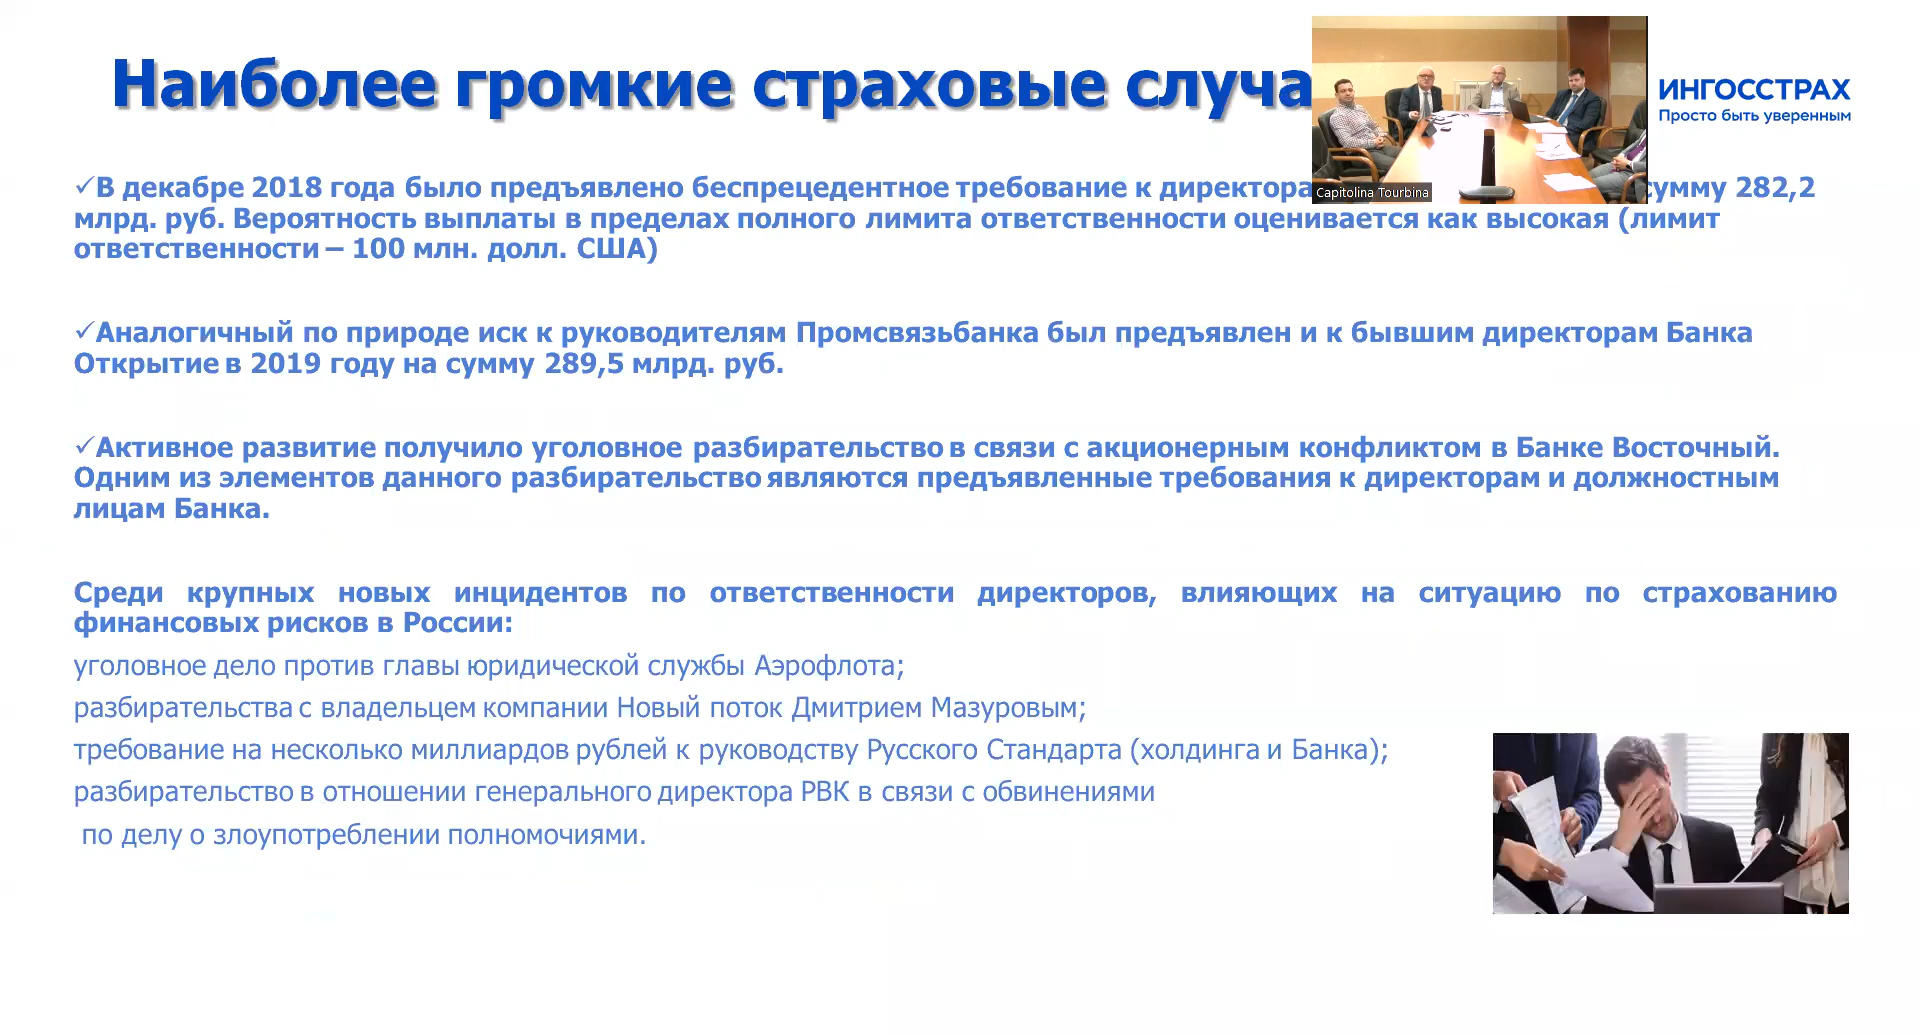 Наиболее громкие страховые случа
ИНГОССТРАХ
Просто быть уверенным
Capitolina Tourbina
✓В декабре 2018 года было предъявлено беспрецедентное требование к директора сумму 282,2
млрд. руб. Вероятность выплаты в пределах полного лимита ответственности оценивается как высокая (лимит
ответственности – 100 млн. долл. США)
✓Аналогичный по природе иск к руководителям Промсвязьбанка был предъявлен и к бывшим директорам Банка
Открытие в 2019 году на сумму 289,5 млрд. руб.
✓Активное развитие получило уголовное разбирательство в связи с акционерным конфликтом в Банке Восточный.
Одним из элементов данного разбирательство являются предъявленные требования к директорам и должностным
лицам Банка.
Среди крупных новых инцидентов по ответственности директоров, влияющих на ситуацию по страхованию
финансовых рисков в России:
уголовное дело против главы юридической службы Аэрофлота;
разбирательства с владельцем компании Новый поток Дмитрием Мазуровым;
требование на несколько миллиардов рублей к руководству Русского Стандарта (холдинга и Банка);
разбирательство в отношении генерального директора РВК в связи с обвинениями
по делу о злоупотреблении полномочиями.